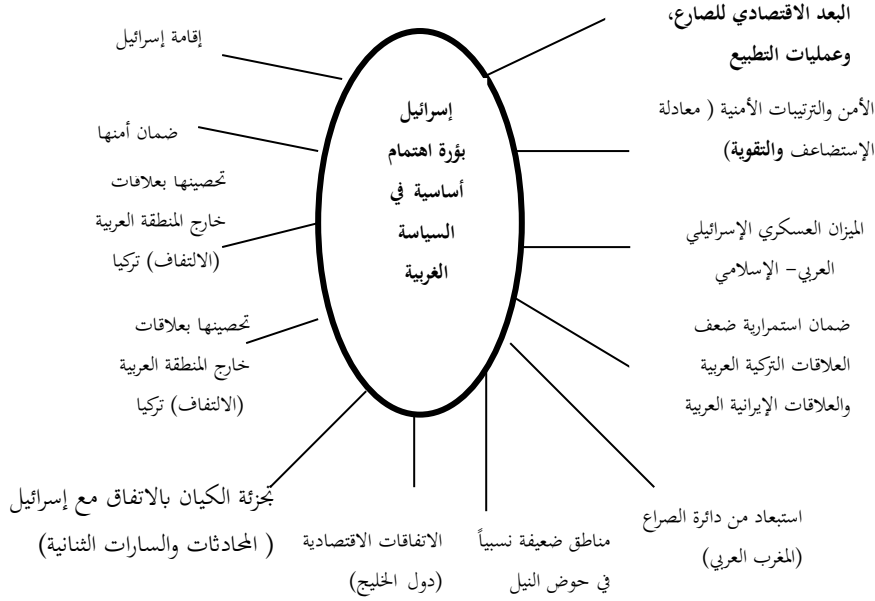 البعد الاقتصادي للصارع،
وعمليات التطبيع
الأمن والترتيبات الأمنية ( معادلة
الإستضاعف والتقوية)
الميزان العسكري الإسرائيلي
العربي- الإسلامي
ضمان استمرارية ضعف
العلاقات التركية العربية
والعلاقات الإيرانية العربية
استبعاد من دائرة الصراع
(المغرب العربي)
مناطق ضعيفة نسبياً
في حوض النيل
الاتفاقات الاقتصادية
(دول الخليج)
تجزئة الكيان بالاتفاق مع إسرائيل
( المحادثات والسارات الثنانية)
تحصينها بعلاقات
خارج المنطقة العربية
(الالتفاف) تركيا
تحصينها بعلاقات
خارج المنطقة العربية
(الالتفاف) تركيا
ضمان أمنها
إقامة إسرائيل
إسرائيل
بؤرة اهتمام
أساسية في
السياسة
الغربية